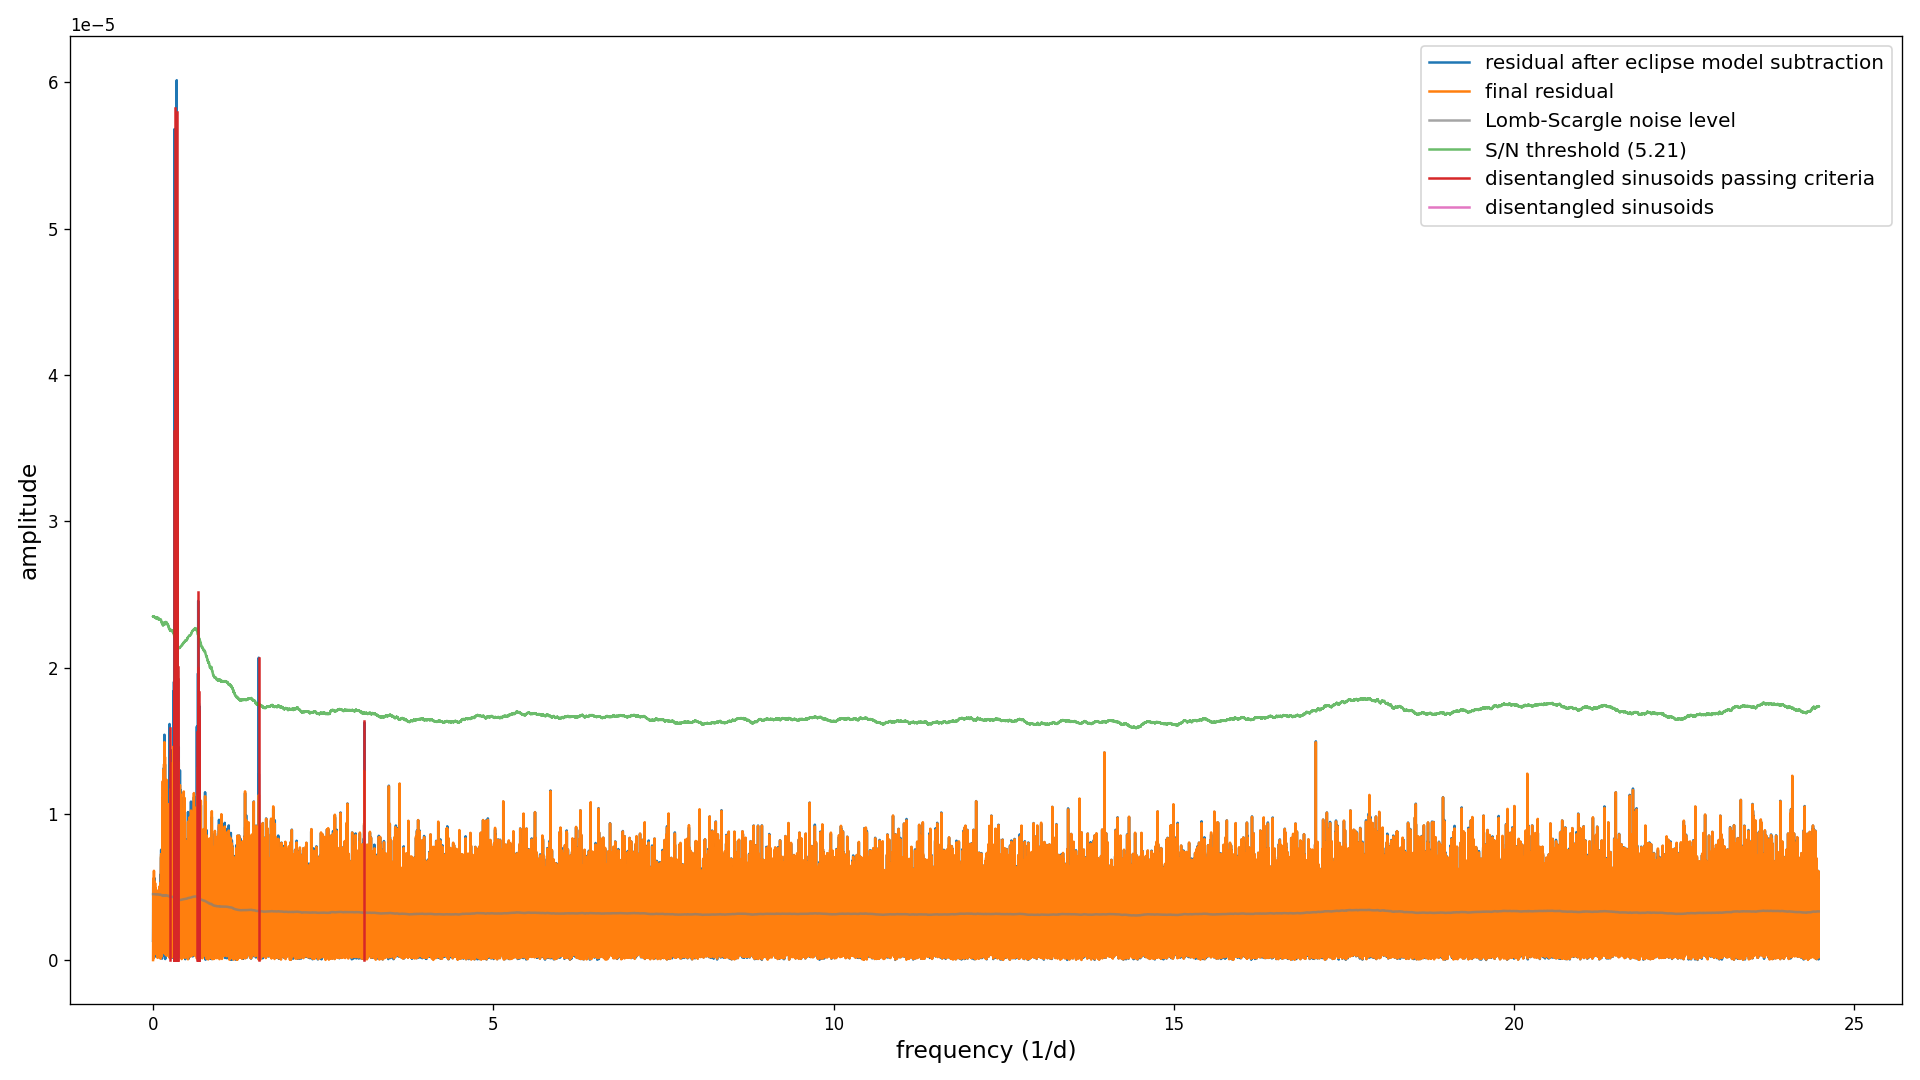 1e−5
residual after eclipse model subtraction
final residual
Lomb-Scargle noise level
S/N threshold (5.21)
disentangled sinusoids passing criteria
disentangled sinusoids
6
5
4
3
2
1
0
amplitude
0 5 10 15 20 25
frequency (1/d)